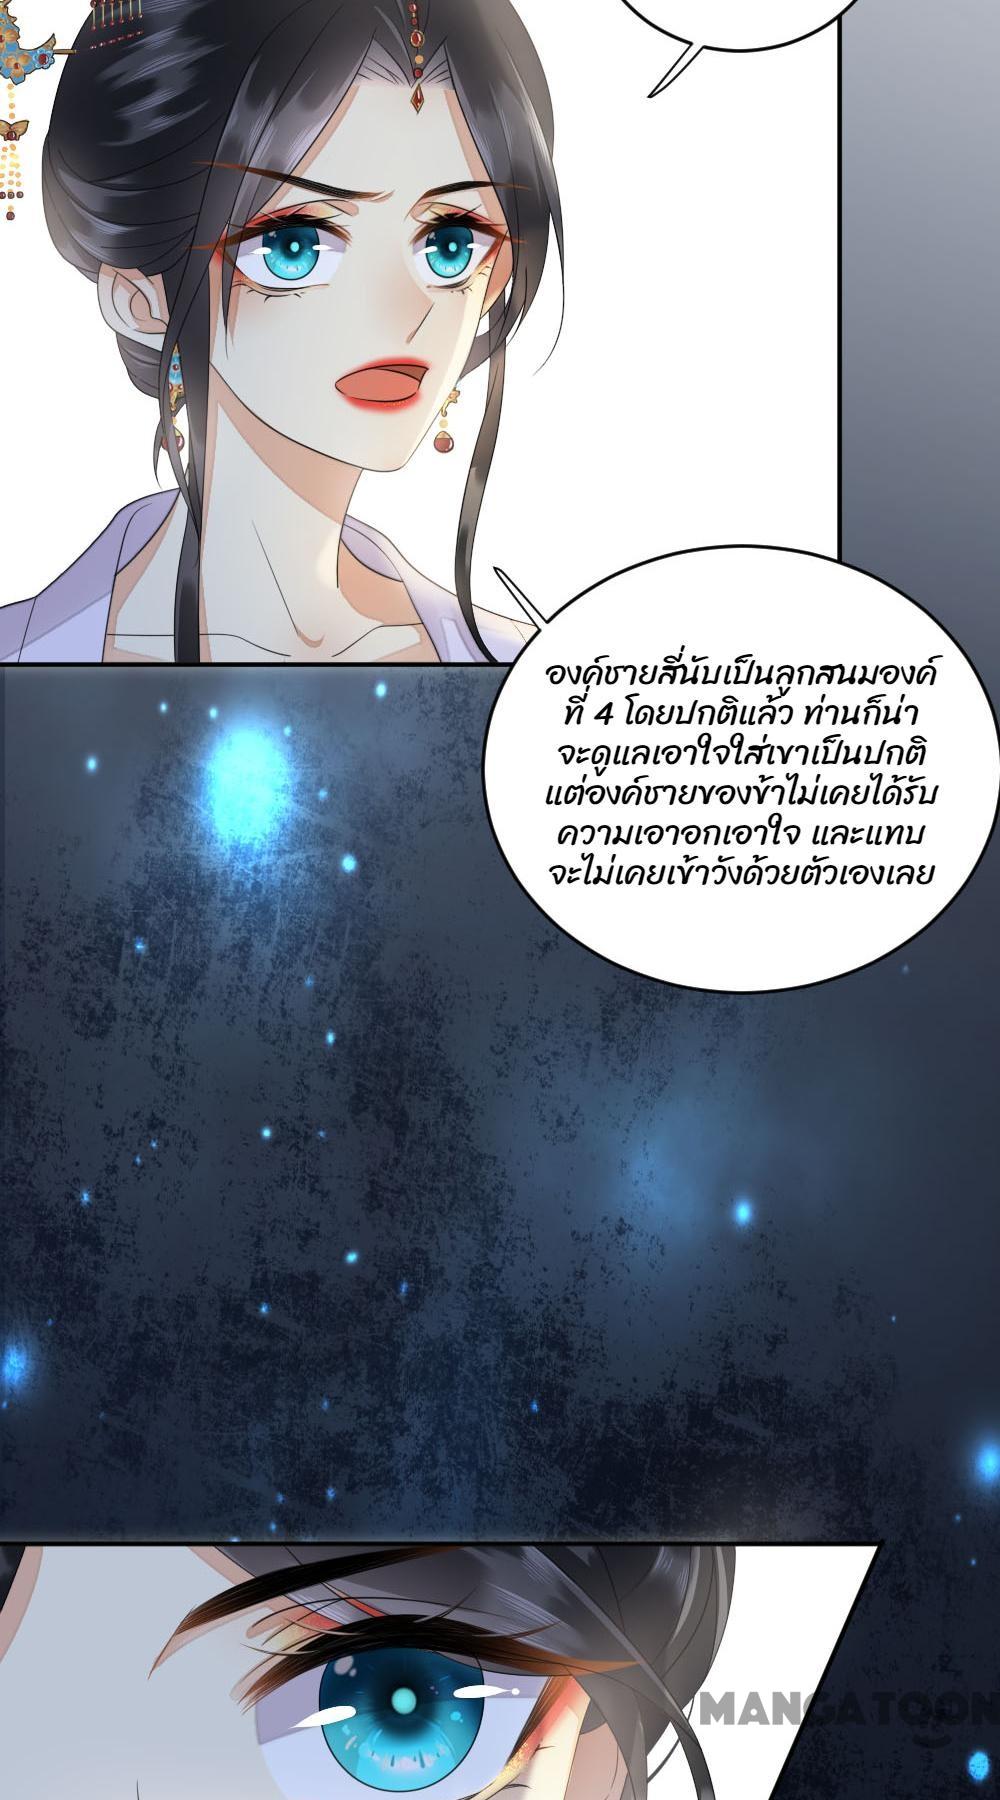 องค์ชายสี่นับเป็นลูกสนมองค์
ที่ 4 โดยปกติแล้ว ท่านก็น่า
จะดูแลเอาใจใส่เขาเป็นปกติ
แต่องค์ชายของข้าไม่เคยได้รับ
ความเอาอกเอาใจ และแทบ
จะไม่เคยเข้าวังด้วยตัวเองเลย
MANGATOON